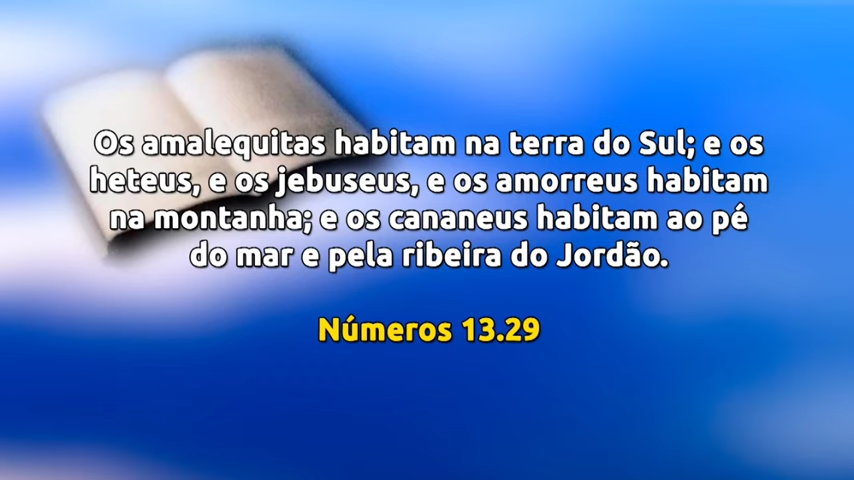 Os amalequitas habitam na terra do Sul; e os
heteus, e os jebuseus, e os amorreus habitam
na montanha; e os cananeus habitam ao pé
do mar e pela ribeira do Jordão.
Números 13.29